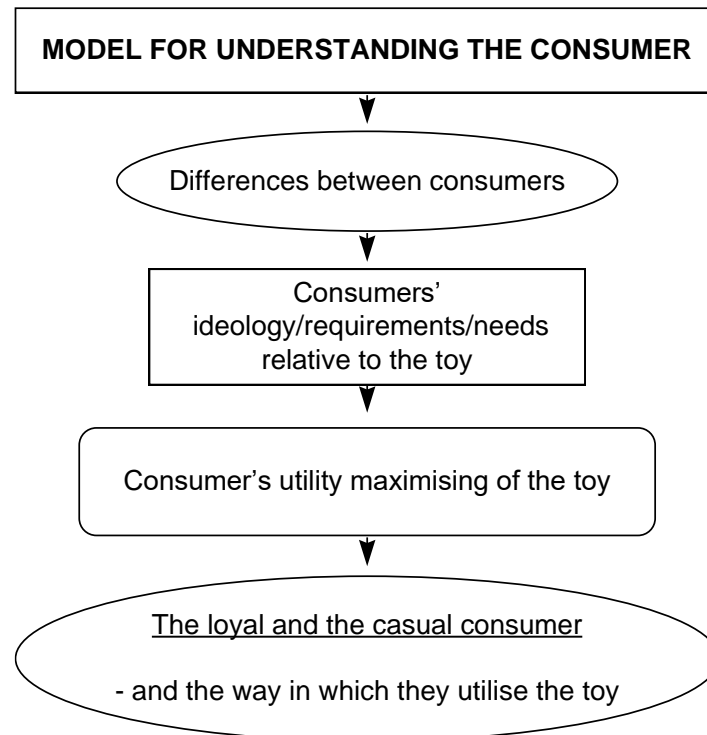 MODEL FOR UNDERSTANDING THE CONSUMER
Differences between consumers
Consumers’
ideology/requirements/needs
relative to the toy
Consumer’s utility maximising of the toy
The loyal and the casual consumer
- and the way in which they utilise the toy